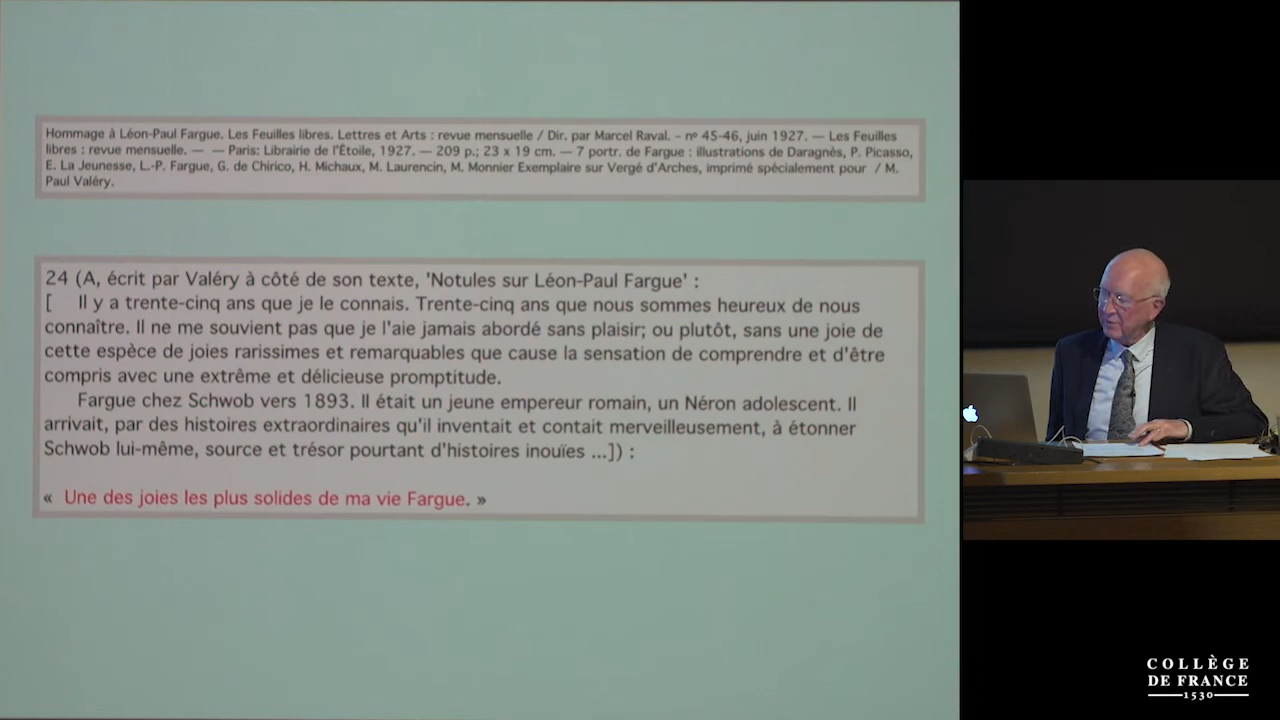 Hommage à Léon-Paul Fargue. Les Feuilles libres. Lettres et Arts : revue mensuelle / Dir. par Marcel Raval. – nº 45-46, juin 1927. — Les Feuilles
libres : revue mensuelle. — — Paris: Librairie de l'Étoile, 1927. — 209 p.; 23 x 19 cm. — 7 portr. de Fargue : illustrations de Daragnès, P. Picasso,
E. La Jeunesse, L.-P. Fargue, G. de Chirico, H. Michaux, M. Laurencin, M. Monnier Exemplaire sur Vergé d'Arches, imprimé spécialement pour / M.
Paul Valéry.
24 (A, écrit par Valéry à côté de son texte, 'Notules sur Léon-Paul Fargue' :
[ Il y a trente-cinq ans que je le connais. Trente-cinq ans que nous sommes heureux de nous
connaître. Il ne me souvient pas que je l'aie jamais abordé sans plaisir; ou plutôt, sans une joie de
cette espèce de joies rarissimes et remarquables que cause la sensation de comprendre et d'être
compris avec une extrême et délicieuse promptitude.
Fargue chez Schwob vers 1893. Il était un jeune empereur romain, un Néron adolescent. Il
arrivait, par des histoires extraordinaires qu'il inventait et contait merveilleusement, à étonner
Schwob lui-même, source et trésor pourtant d'histoires inouïes ...]) :
« Une des joies les plus solides de ma vie Fargue. »
COLLÈGE
DE FRANCE
1530